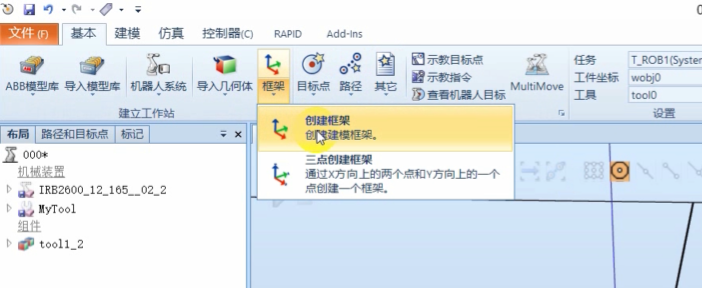 文件(F) 基本 建模 仿真 控制器(C) RAPID Add-Ins
ABB模型库 导入模型库 机器人系统 导入几何体 框架 目标点 路径 其它
示教目标点
示教指令
查看机器人目标
MultiMove
任务 T_ROB1(System
工件坐标 wobj0
工具 tool0
建立工作站
设置
创建框架
创建建模框架。
三点创建框架
通过X方向上的两个点和Y方向上的一个
点创建一个框架。
布局 路径和目标点 标记
000*
机械装置
IRB2600_12_165__02_2
MyTool
组件
tool1_2